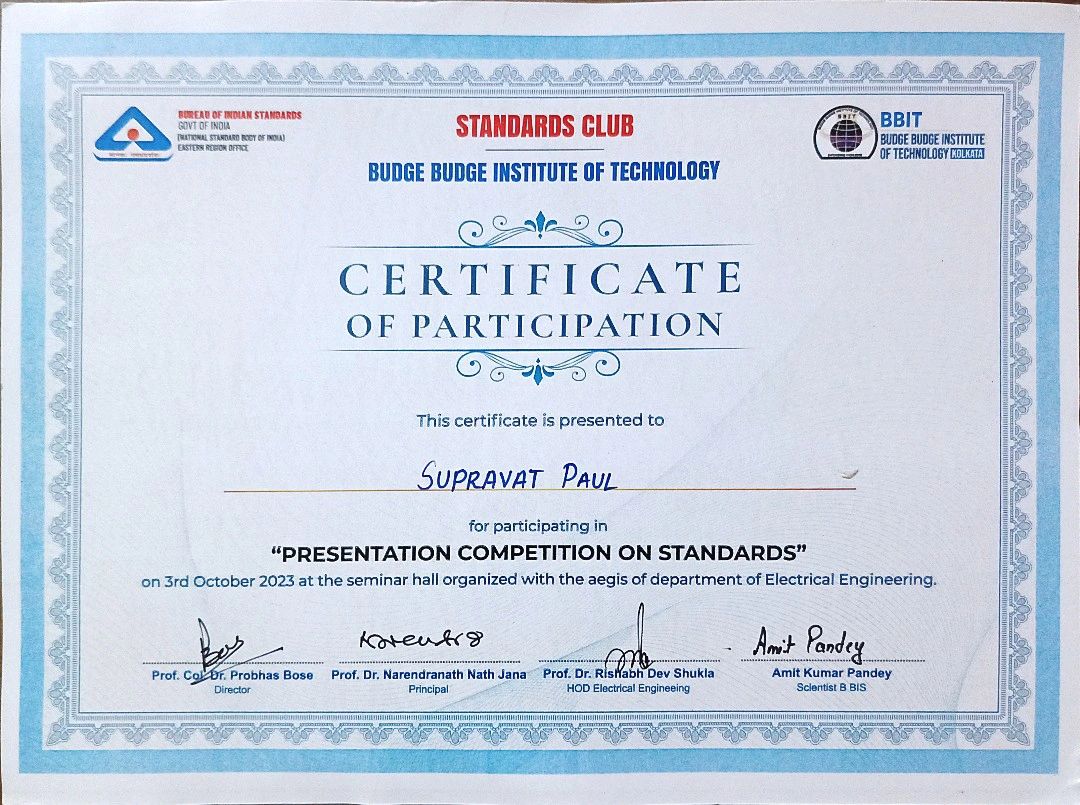 BUREAU OF INDIAN STANDARDS
GOVT OF INDIA
(NATIONAL STANDARD BODY OF INDIA)
EASTERN REGION OFFICE
STANDARDS CLUB
BUDGE BUDGE INSTITUTE OF TECHNOLOGY
BBIT
BBIT
BUDGE BUDGE INSTITUTE
OF TECHNOLOGY KOLKATA
CERTIFICATE
OF PARTICIPATION
This certificate is presented to
SUPRAVAT PAUL
for participating in
“PRESENTATION COMPETITION ON STANDARDS”
on 3rd October 2023 at the seminar hall organized with the aegis of department of Electrical Engineering.
Amit Pandey
Prof. Col. Dr. Probhas Bose
Director
Prof. Dr. Narendranath Nath Jana
Principal
Prof. Dr. Rishabh Dev Shukla
HOD Electrical Engineeing
Amit Kumar Pandey
Scientist B BIS